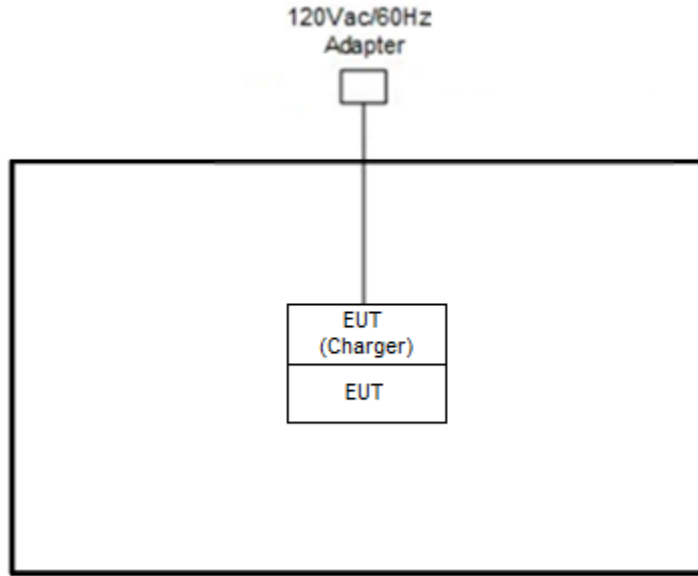 120Vac/60Hz
Adapter
EUT
(Charger)
EUT